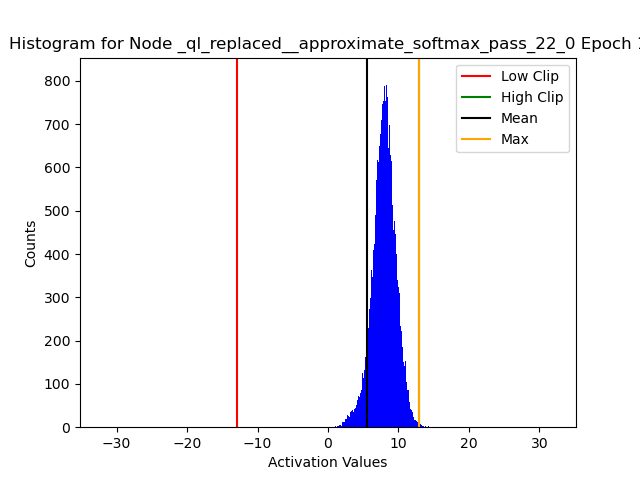 Histogram for Node _ql_replaced__approximate_softmax_pass_22_0 Epoch
Low Clip
High Clip
Mean
Max
800
700
600
500
400
300
200
100
0
Counts
−30 −20 −10 0 10 20 30
Activation Values